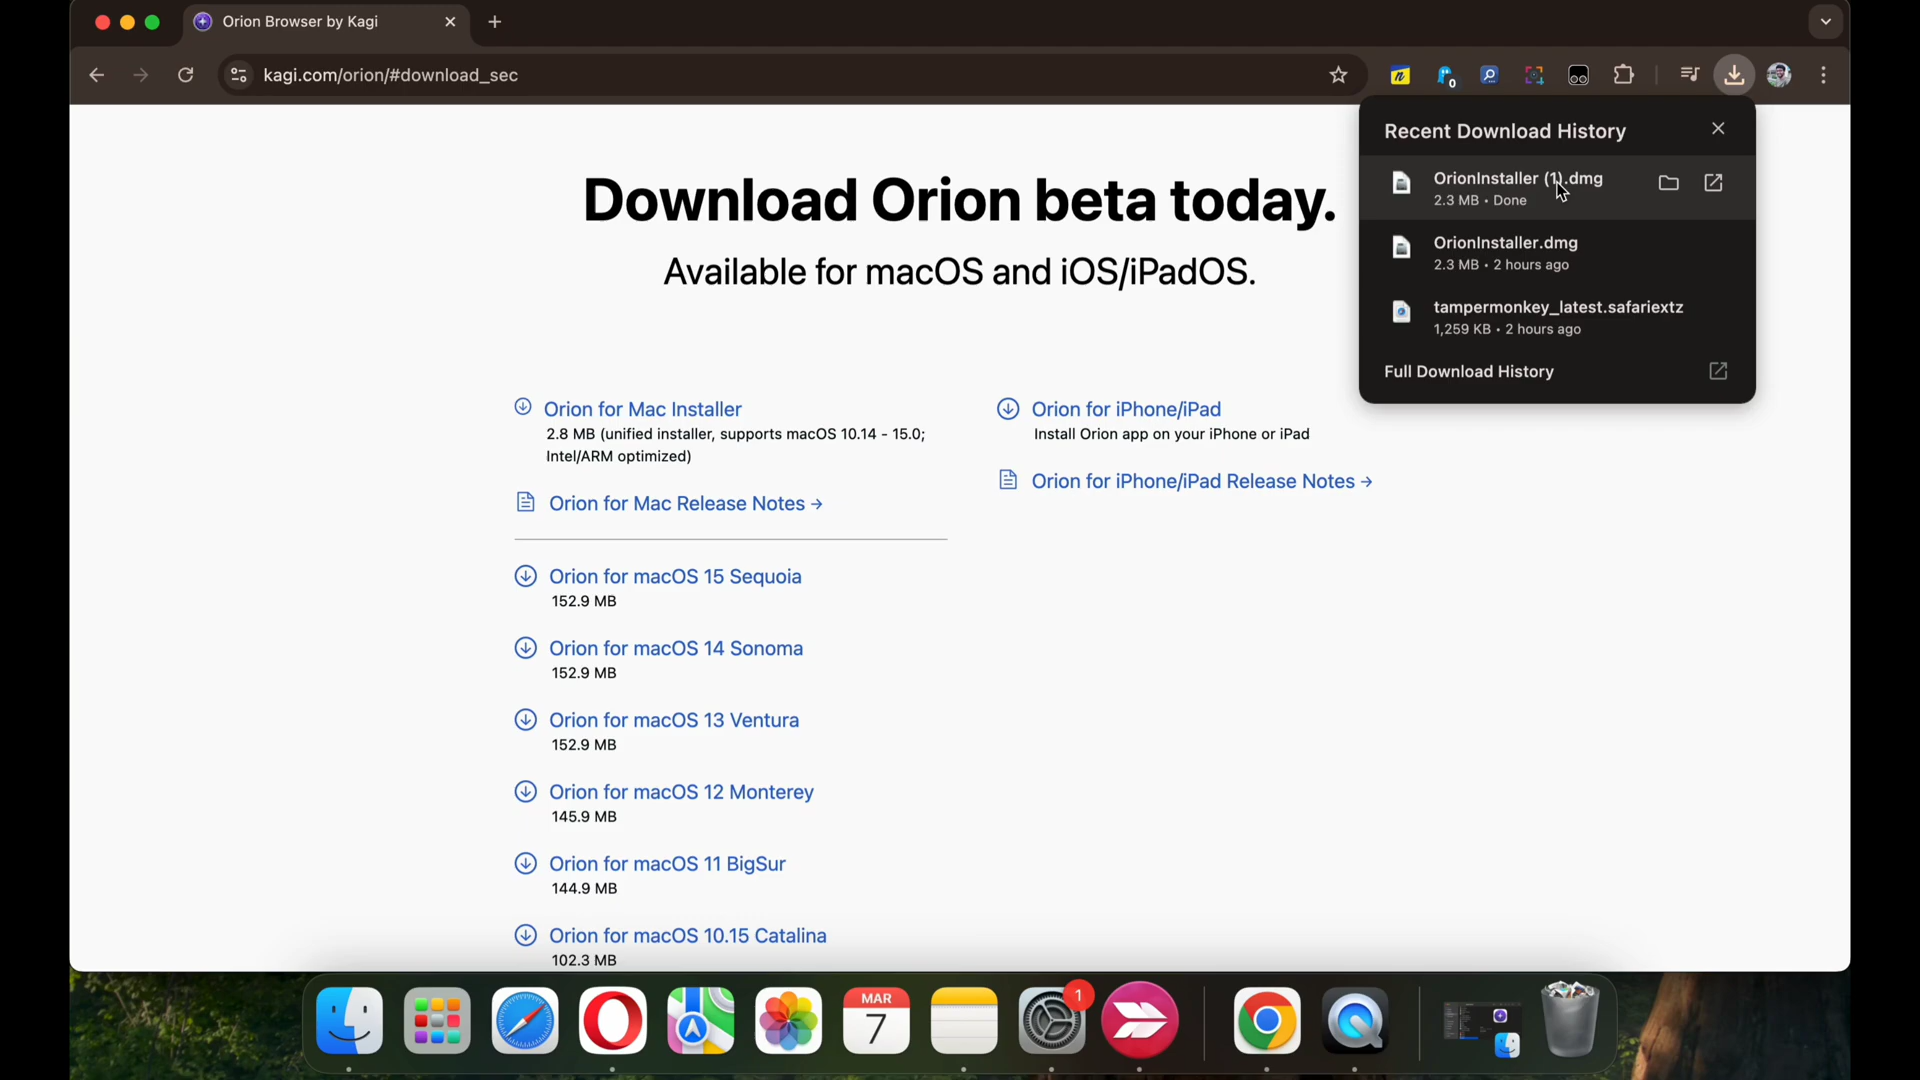 Orion Browser by Kagi
kagi.com/orion/#download_sec
n
0
Recent Download History
OrionInstaller (1).dmg
2.3 MB • Done
OrionInstaller.dmg
2.3 MB • 2 hours ago
tampermonkey_latest.safariextz
1,259 KB • 2 hours ago
Full Download History
Download Orion beta today.
Available for macOS and iOS/iPadOS.
Orion for Mac Installer
2.8 MB (unified installer, supports macOS 10.14 - 15.0;
Intel/ARM optimized)
Orion for Mac Release Notes →
Orion for iPhone/iPad
Install Orion app on your iPhone or iPad
Orion for iPhone/iPad Release Notes →
Orion for macOS 15 Sequoia
152.9 MB
Orion for macOS 14 Sonoma
152.9 MB
Orion for macOS 13 Ventura
152.9 MB
Orion for macOS 12 Monterey
145.9 MB
Orion for macOS 11 BigSur
144.9 MB
Orion for macOS 10.15 Catalina
102.3 MB
MAR
7
1